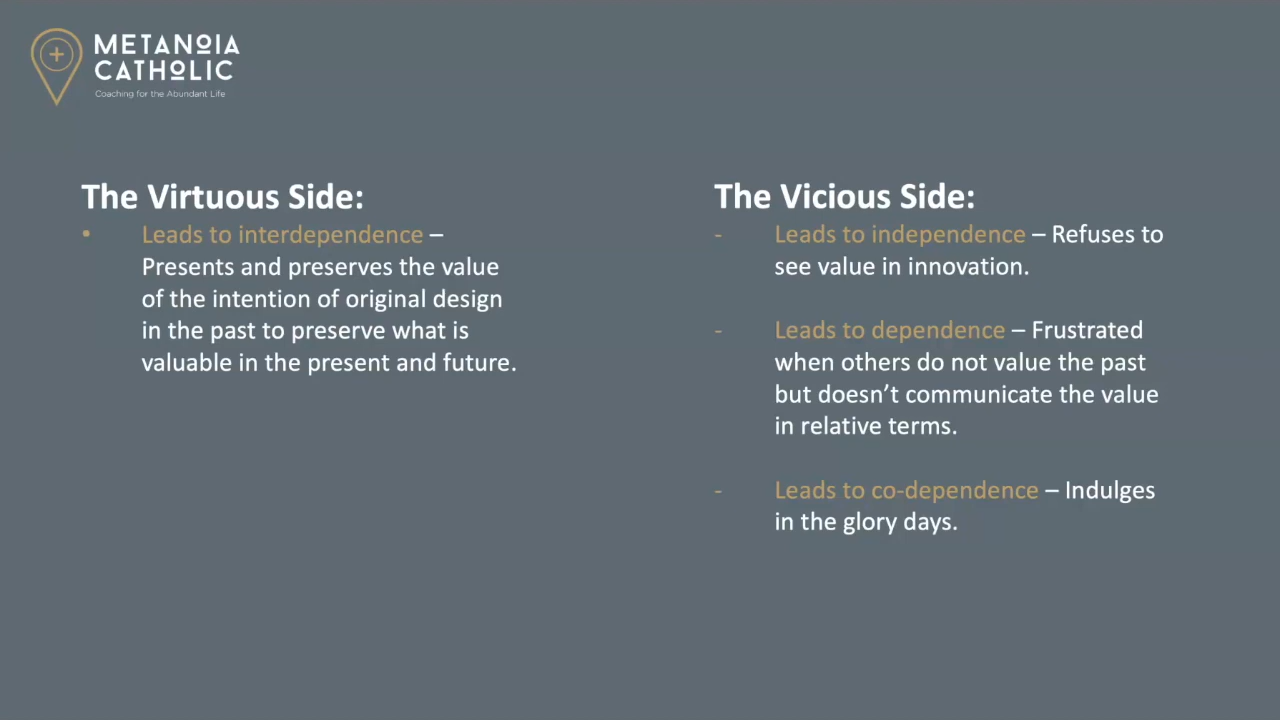 METANOIA
CATHOLIC
Coaching for the Abundant Life
The Virtuous Side:
• Leads to interdependence –
Presents and preserves the value
of the intention of original design
in the past to preserve what is
valuable in the present and future.
The Vicious Side:
- Leads to independence – Refuses to
see value in innovation.
- Leads to dependence – Frustrated
when others do not value the past
but doesn’t communicate the value
in relative terms.
- Leads to co-dependence – Indulges
in the glory days.